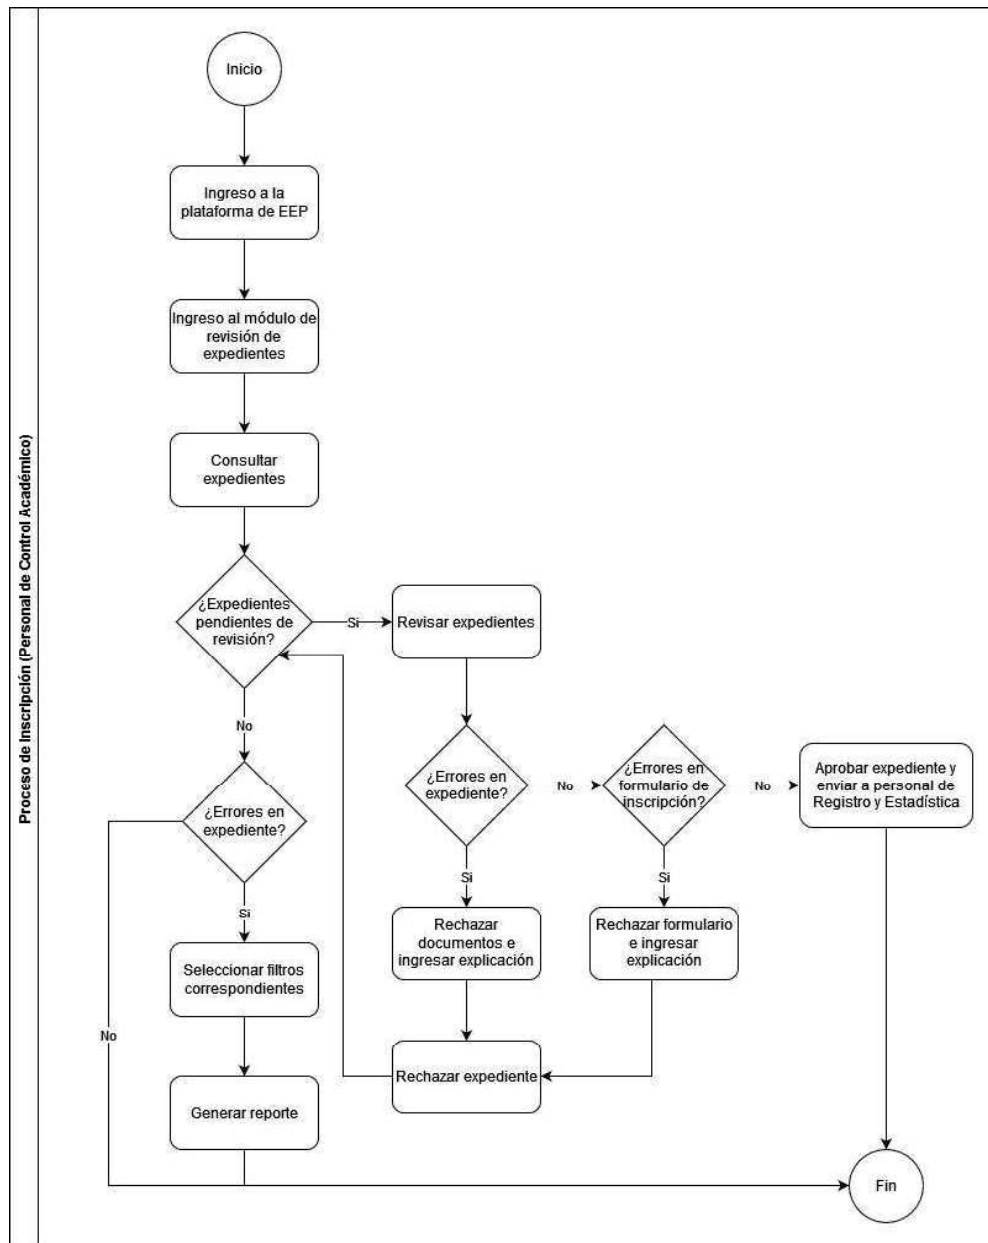 Proceso de Inscripción (Personal de Control Académico)
Inicio
Ingreso a la
plataforma de EEP
Ingreso al módulo de
revisión de
expedientes
Consultar
expedientes
¿Expedientes
pendientes de
revisión?
Si
Revisar expedientes
No
¿Errores en
expediente?
¿Errores en
expediente?
No
¿Errores en
formulario de
inscripción?
No
Aprobar expediente y
enviar a personal de
Registro y Estadística
Si
Si
Si
Seleccionar filtros
correspondientes
Rechazar
documentos e
ingresar explicación
Rechazar formulario
e ingresar
explicación
No
Generar reporte
Rechazar expediente
Fin